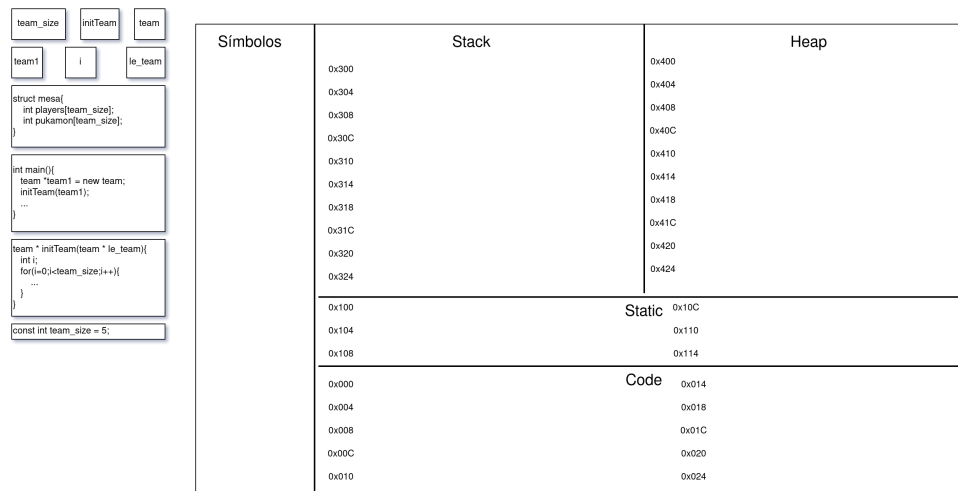 team_size
initTeam
team
team1
i
le_team
struct mesa{
int players[team_size];
int pukamon[team_size];
}
int main(){
team *team1 = new team;
initTeam(team1);
...
}
team * initTeam(team * le_team){
int i;
for(i=0;i<team_size;i++){
...
}
}
const int team_size = 5;
Símbolos
Stack
0x300
0x304
0x308
0x30C
0x310
0x314
0x318
0x31C
0x320
0x324
Heap
0x400
0x404
0x408
0x40C
0x410
0x414
0x418
0x41C
0x420
0x424
Static
0x100
0x104
0x108
0x10C
0x110
0x114
Code
0x000
0x004
0x008
0x00C
0x010
0x014
0x018
0x01C
0x020
0x024